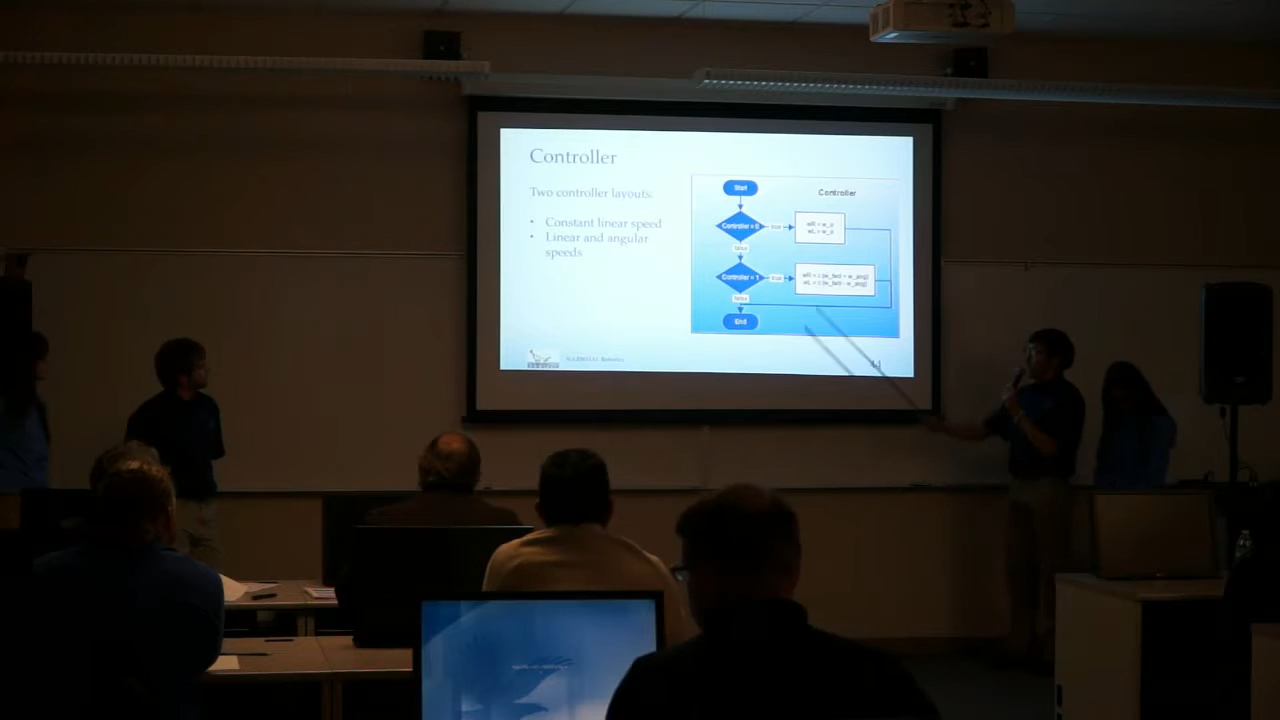 Controller
Two controller layouts:
• Constant linear speed
• Linear and angular
speeds
Controller
Start
Controller = 0
true
false
Controller = 1
true
false
End
Robotics